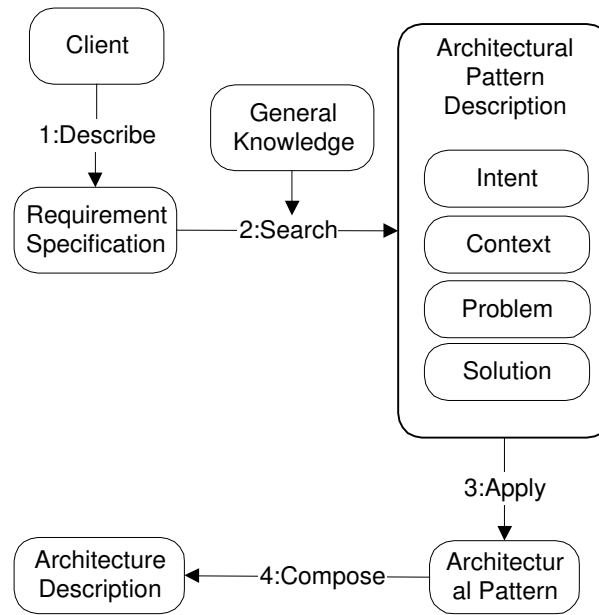 Client
1:Describe
Requirement
Specification
General
Knowledge
2:Search
Architectural
Pattern
Description
Intent
Context
Problem
Solution
3:Apply
Architectur
al Pattern
4:Compose
Architecture
Description